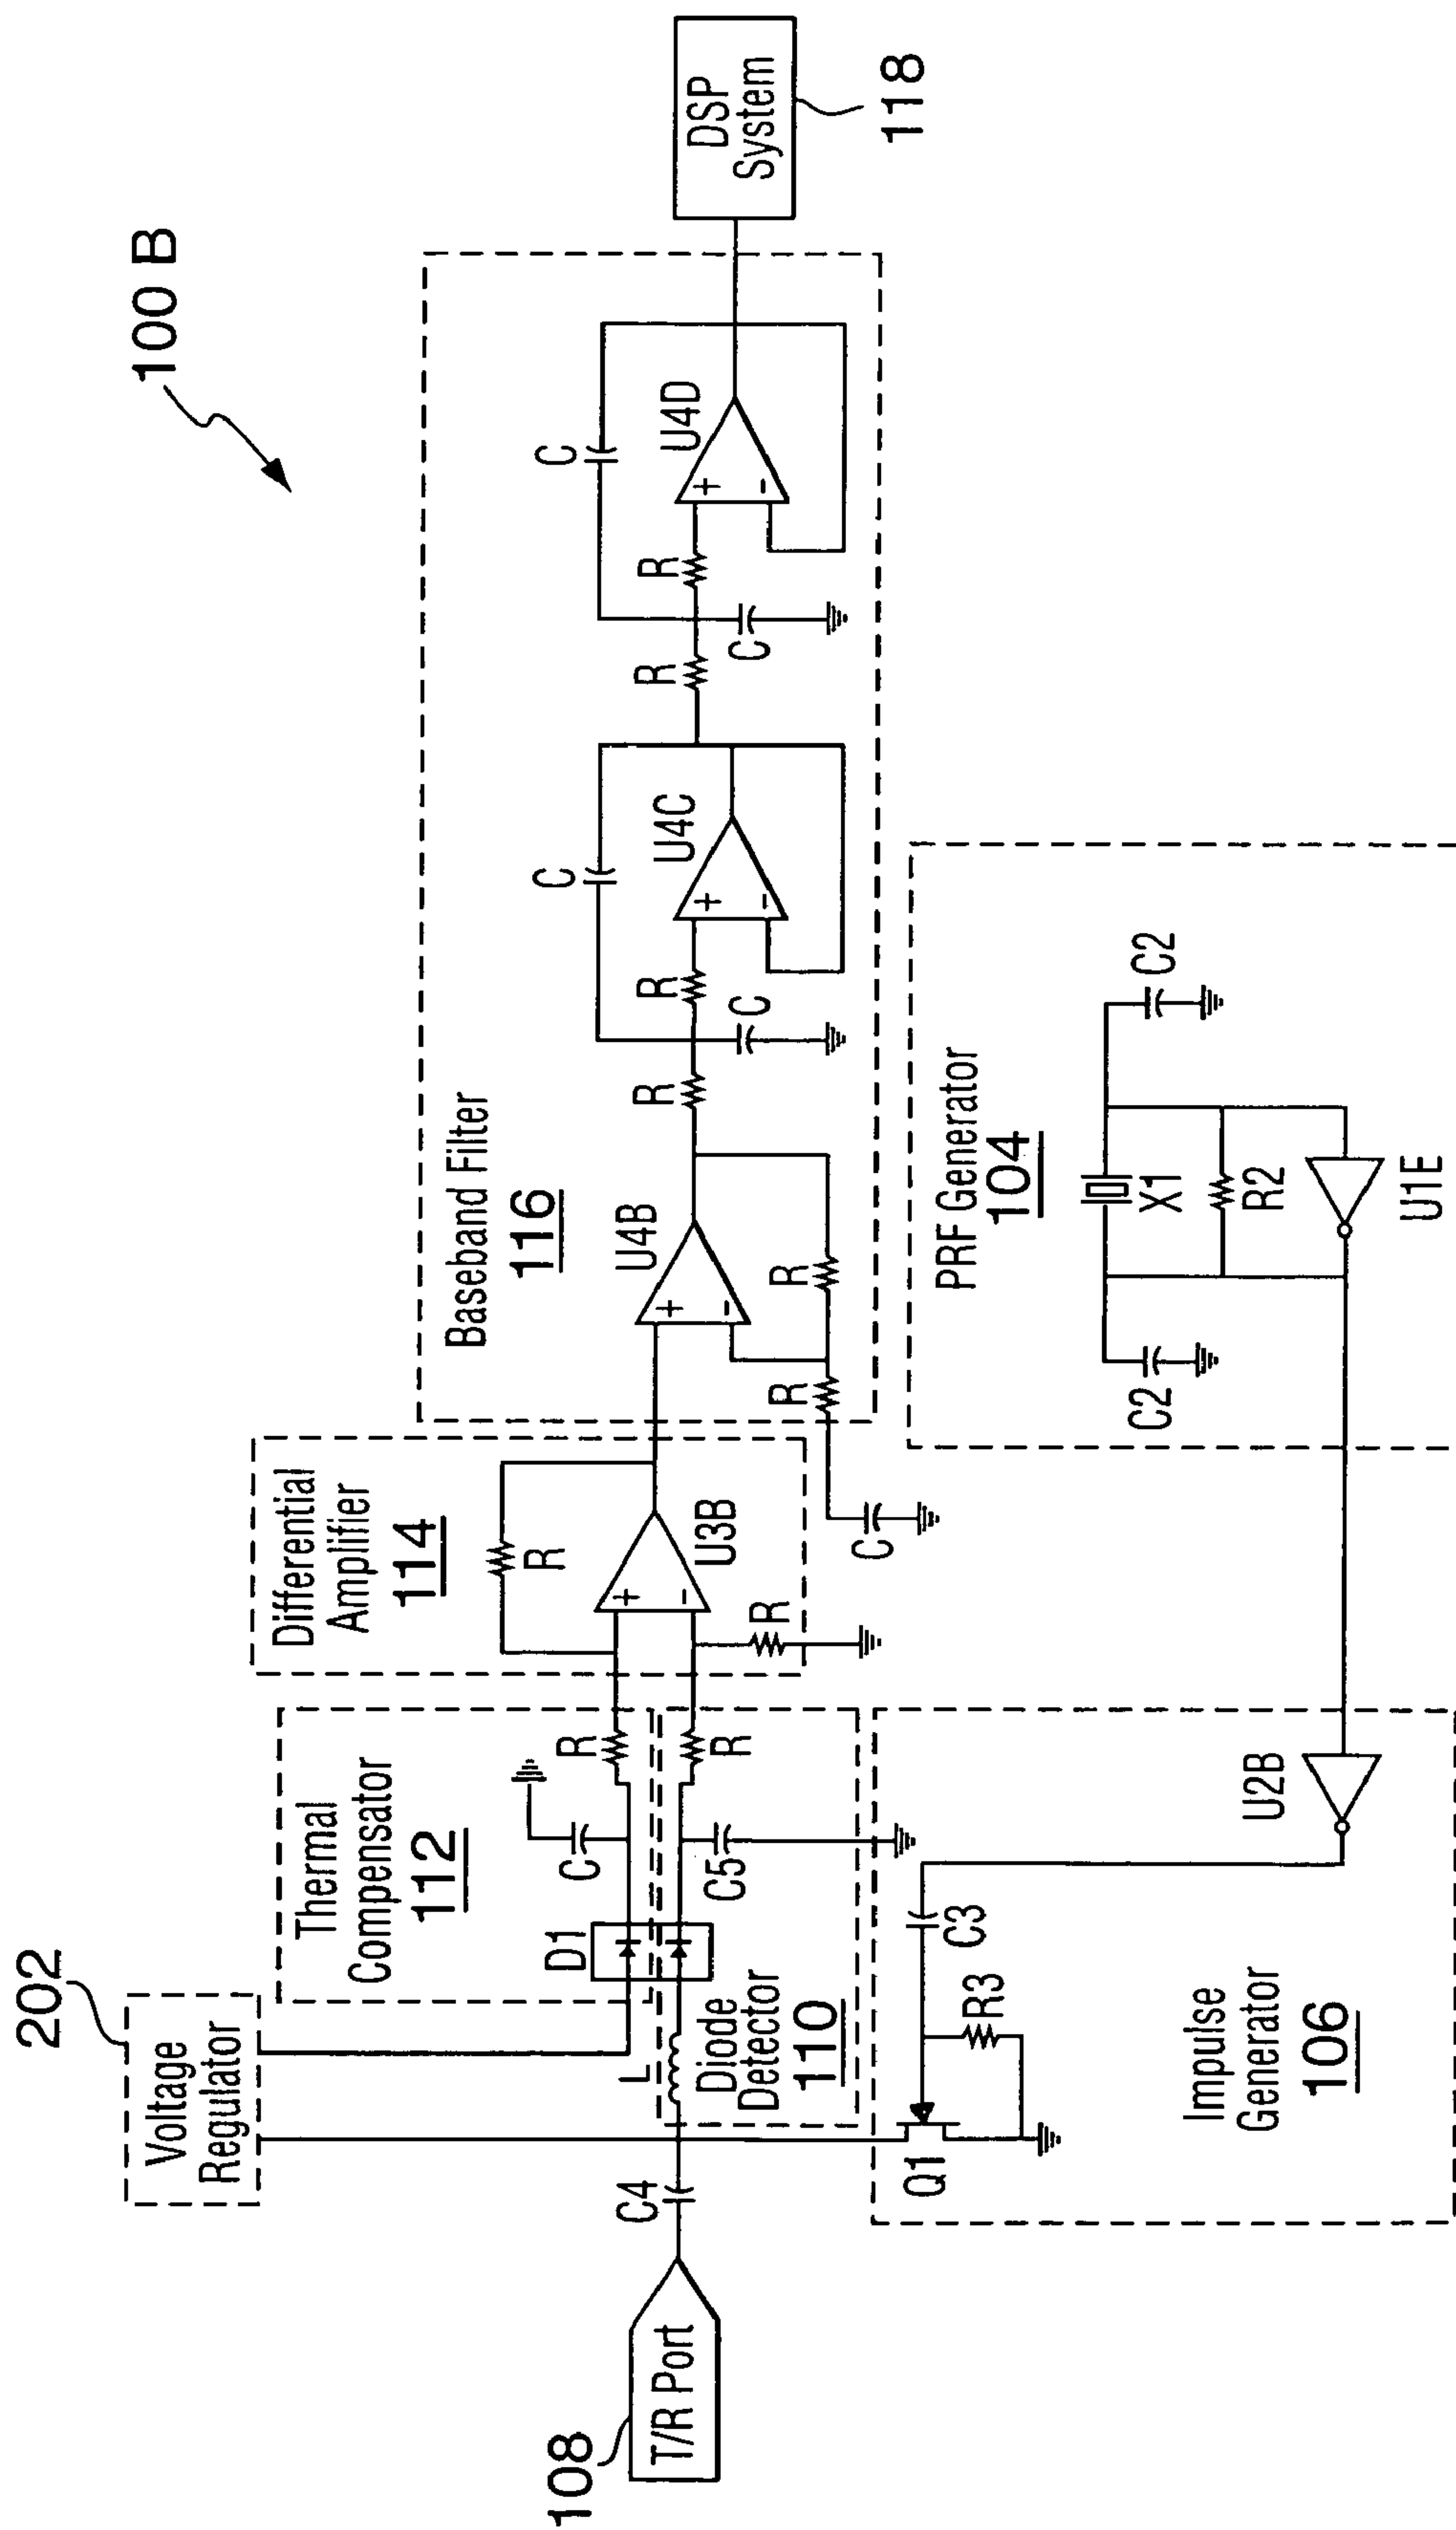 100 B
202
Voltage
Regulator
Thermal
Compensator
112
C
R
D1
L
Diode
Detector
110
C5
R
C4
108
T/R Port
Differential
Amplifier
114
R
+
-
U3B
R
Baseband Filter
116
U4B
+
-
R
R
C
R
C
R
C
U4C
+
-
R
C
R
C
U4D
+
-
DSP
System
118
PRF Generator
104
C2
C2
X1
R2
U1E
Impulse
Generator
106
U2B
C3
R3
Q1